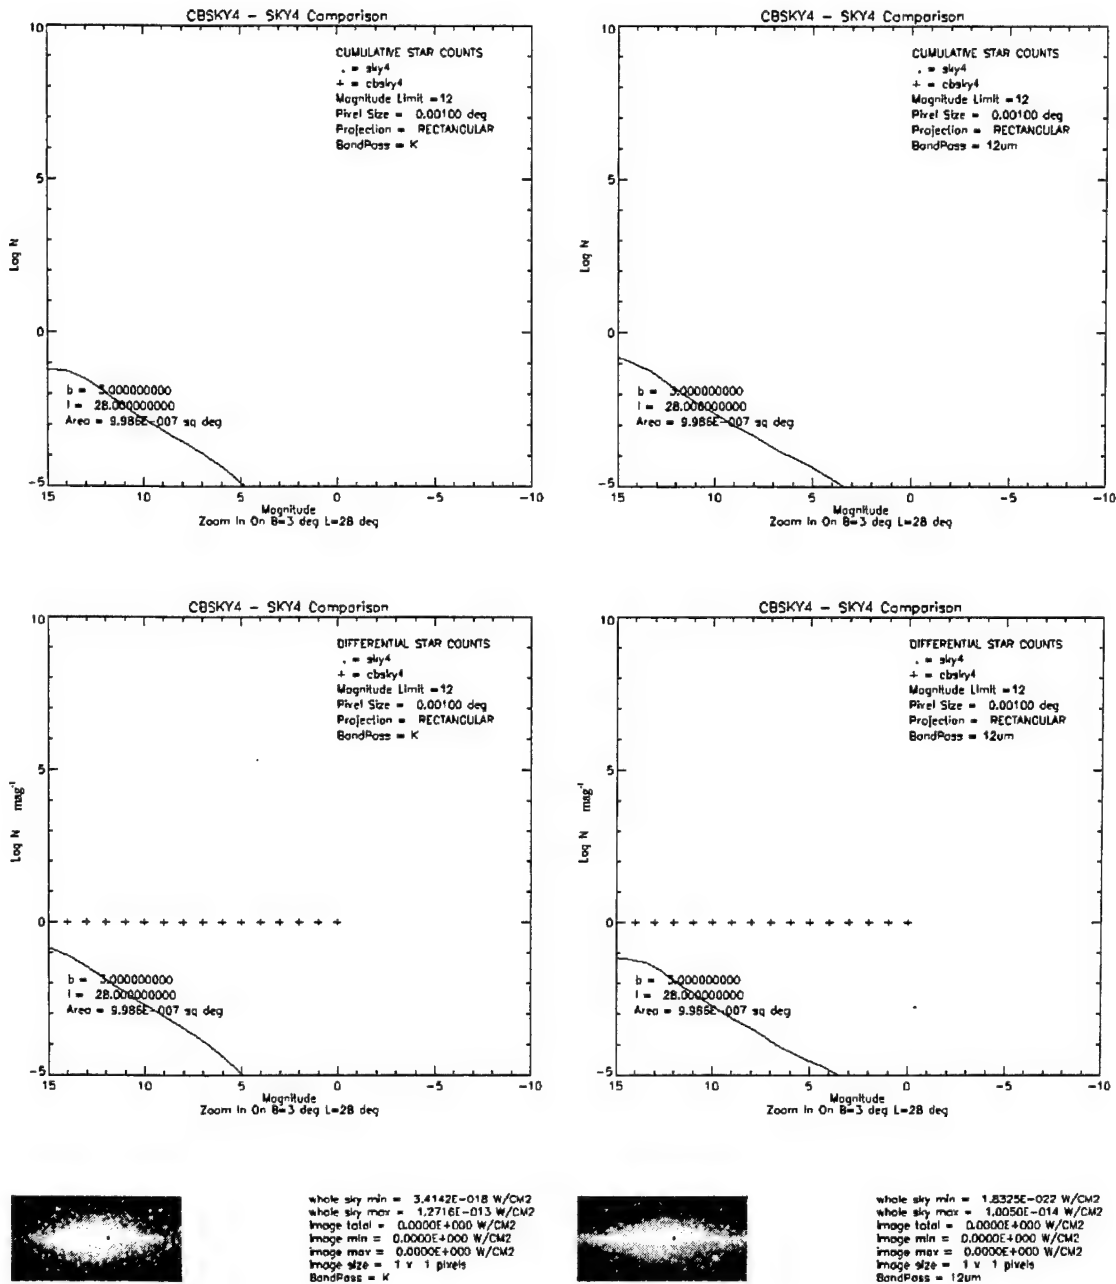 CBSKY4 - SKY4 Comparison
10
CUMULATIVE STAR COUNTS
. = sky4
+ = cbsky4
Magnitude Limit =12
Pixel Size = 0.00100 deg
Projection = RECTANGULAR
BandPass = K
5
Log N
0
b = 3.000000000
l = 28.000000000
Area = 9.986E-007 sq deg
-5
15 10 5 0 -5 -10
Magnitude
Zoom In On B=3 deg L=28 deg
CBSKY4 - SKY4 Comparison
10
CUMULATIVE STAR COUNTS
. = sky4
+ = cbsky4
Magnitude Limit =12
Pixel Size = 0.00100 deg
Projection = RECTANGULAR
BandPass = 12um
5
Log N
0
b = 3.000000000
l = 28.000000000
Area = 9.986E-007 sq deg
-5
15 10 5 0 -5 -10
Magnitude
Zoom In On B=3 deg L=28 deg
CBSKY4 - SKY4 Comparison
10
DIFFERENTIAL STAR COUNTS
. = sky4
+ = cbsky4
Magnitude Limit =12
Pixel Size = 0.00100 deg
Projection = RECTANGULAR
BandPass = K
5
Log N mag⁻¹
0
b = 3.000000000
l = 28.000000000
Area = 9.986E-007 sq deg
-5
15 10 5 0 -5 -10
Magnitude
Zoom In On B=3 deg L=28 deg
CBSKY4 - SKY4 Comparison
10
DIFFERENTIAL STAR COUNTS
. = sky4
+ = cbsky4
Magnitude Limit =12
Pixel Size = 0.00100 deg
Projection = RECTANGULAR
BandPass = 12um
5
Log N mag⁻¹
0
b = 3.000000000
l = 28.000000000
Area = 9.986E-007 sq deg
-5
15 10 5 0 -5 -10
Magnitude
Zoom In On B=3 deg L=28 deg
whole sky min = 3.4142E-018 W/CM2
whole sky max = 1.2716E-013 W/CM2
Image total = 0.0000E+000 W/CM2
Image min = 0.0000E+000 W/CM2
image max = 0.0000E+000 W/CM2
Image size = 1 x 1 pixels
BandPass = K
whole sky min = 1.8325E-022 W/CM2
whole sky max = 1.0050E-014 W/CM2
Image total = 0.0000E+000 W/CM2
Image min = 0.0000E+000 W/CM2
image max = 0.0000E+000 W/CM2
Image size = 1 x 1 pixels
BandPass = 12um